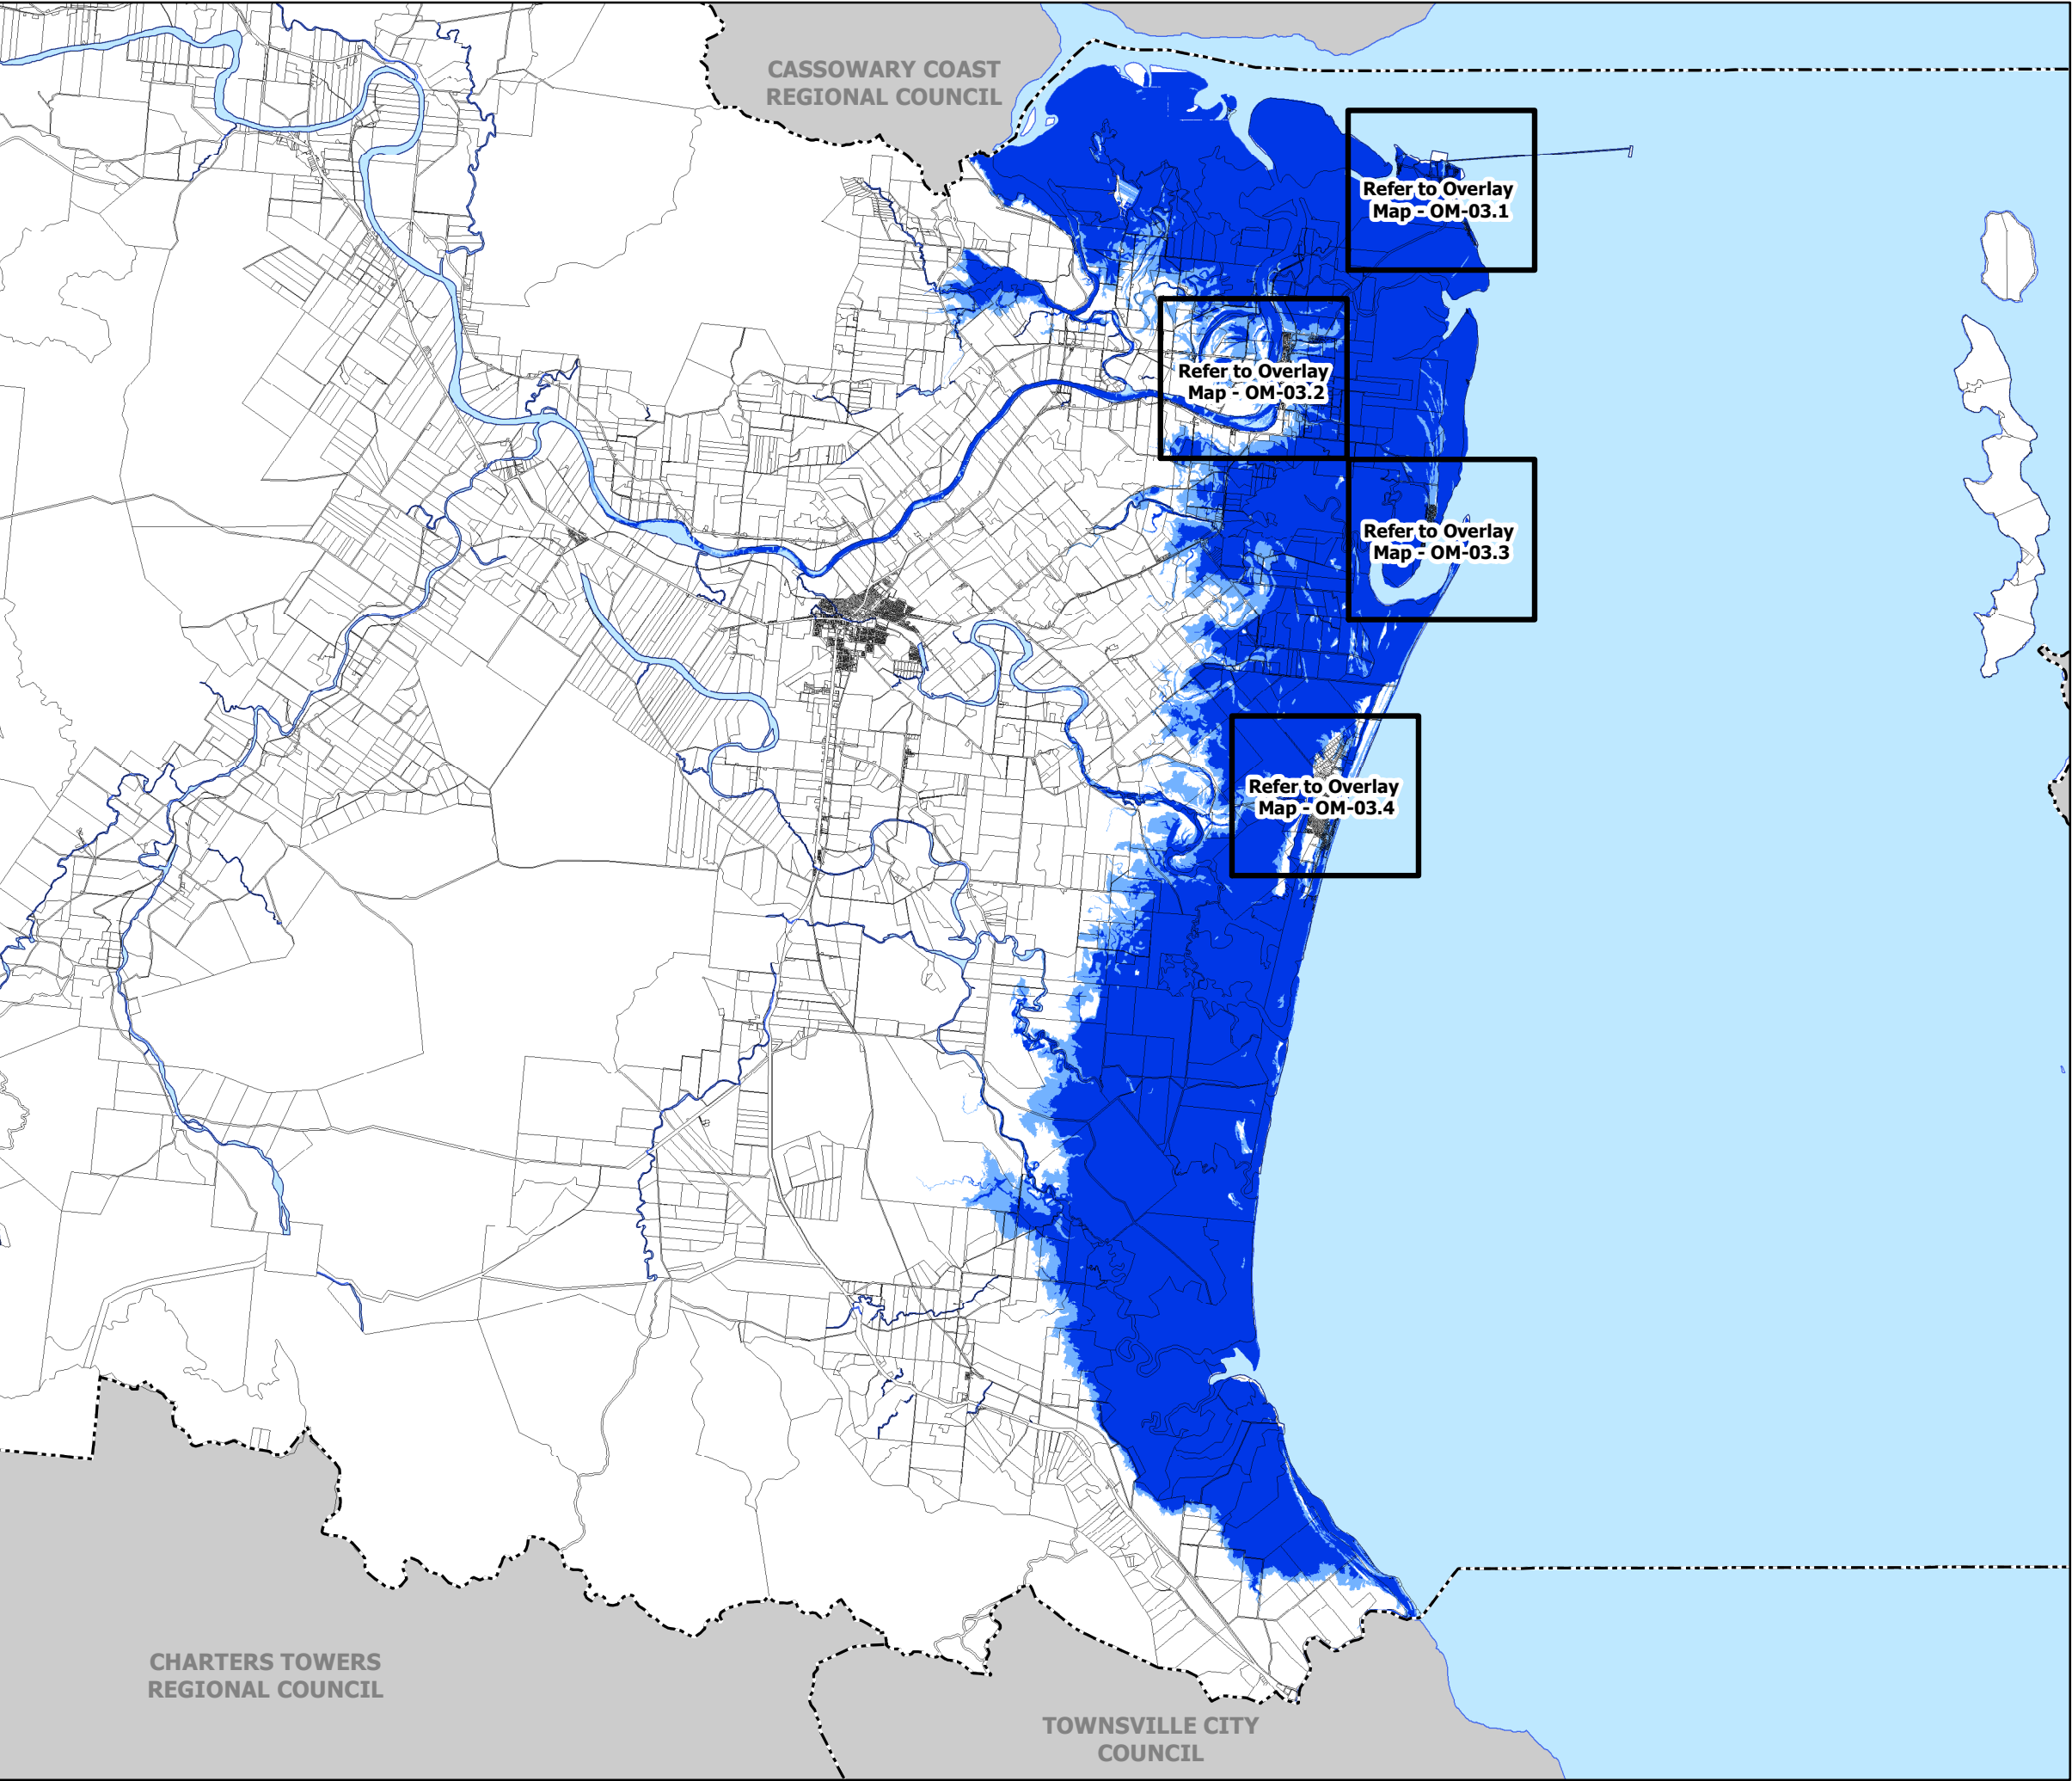 CASSOWARY COAST
REGIONAL COUNCIL
Refer to Overlay
Map - OM-03.1
Refer to Overlay
Map - OM-03.2
Refer to Overlay
Map - OM-03.3
Refer to Overlay
Map - OM-03.4
CHARTERS TOWERS
REGIONAL COUNCIL
TOWNSVILLE CITY
COUNCIL